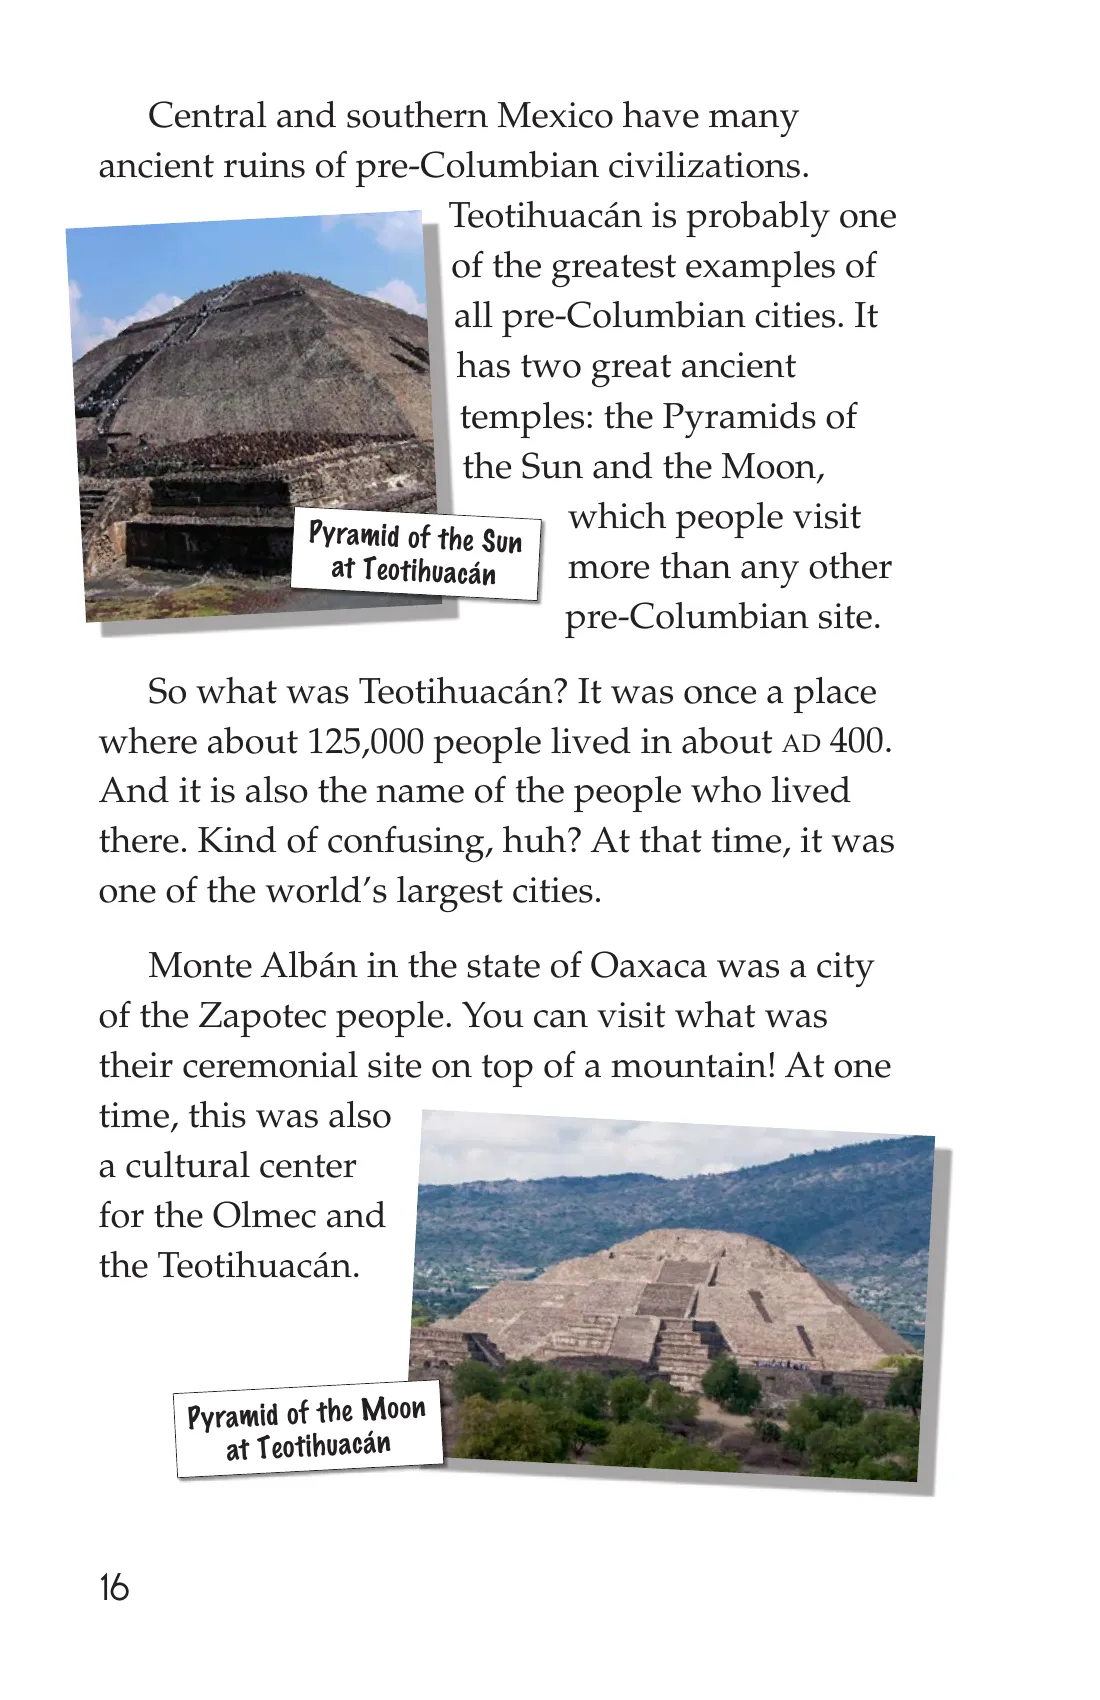 Central and southern Mexico have many
ancient ruins of pre-Columbian civilizations.
Teotihuacán is probably one
of the greatest examples of
all pre-Columbian cities. It
has two great ancient
temples: the Pyramids of
the Sun and the Moon,
which people visit
more than any other
pre-Columbian site.
Pyramid of the Sun
at Teotihuacán
So what was Teotihuacán? It was once a place
where about 125,000 people lived in about AD 400.
And it is also the name of the people who lived
there. Kind of confusing, huh? At that time, it was
one of the world’s largest cities.
Monte Albán in the state of Oaxaca was a city
of the Zapotec people. You can visit what was
their ceremonial site on top of a mountain! At one
time, this was also
a cultural center
for the Olmec and
the Teotihuacán.
Pyramid of the Moon
at Teotihuacán
16